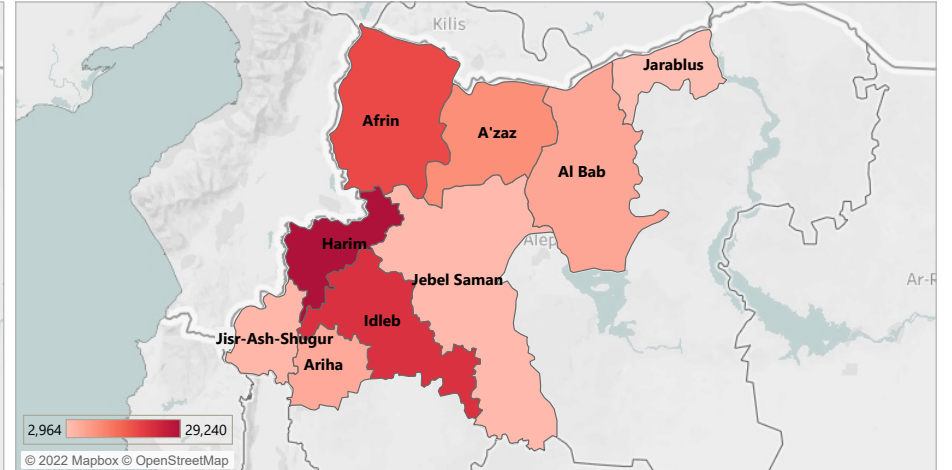 Kilis
Jarablus
Afrin
A'zaz
Al Bab
Harim
Alep
Jebel Saman
Ar-R
Idleb
Jisr-Ash-Shugur
Ariha
2,964
29,240
© 2022 Mapbox © OpenStreetMap